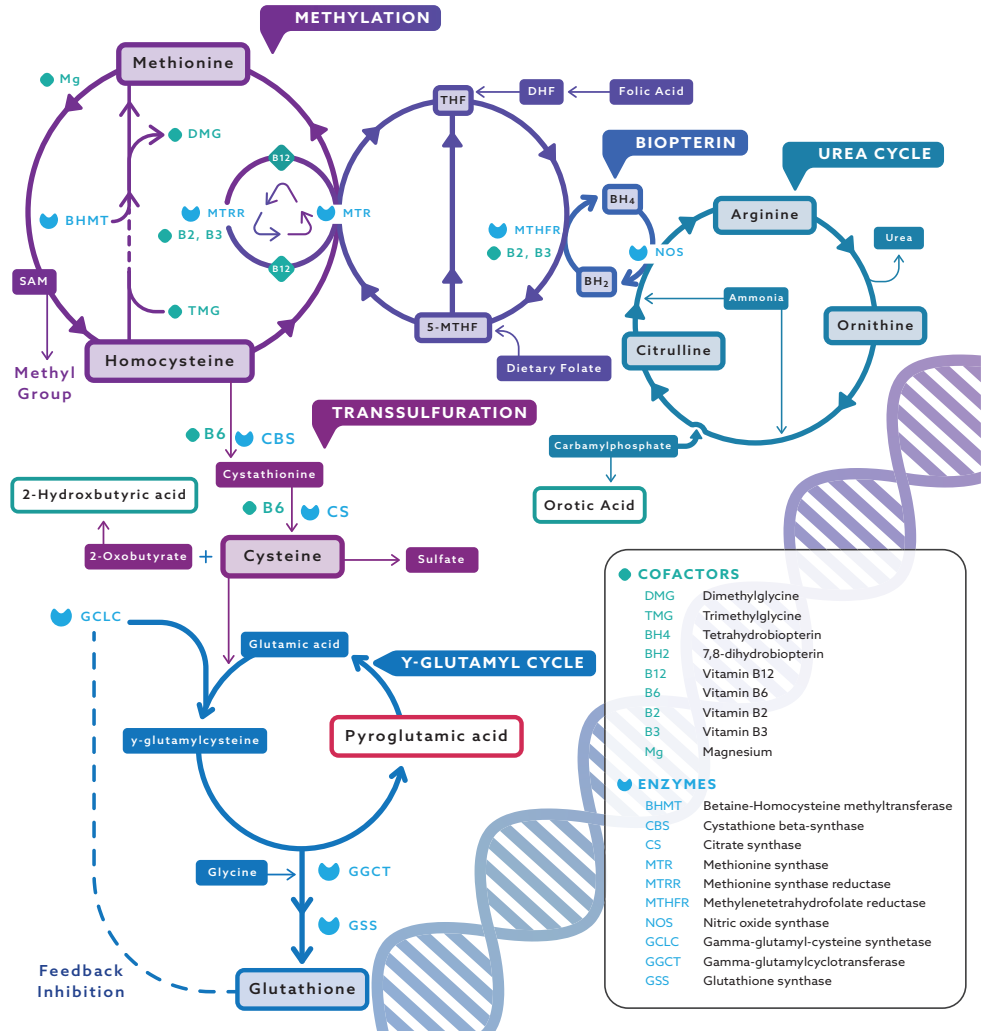 METHYLATION
Methionine
Mg
DMG
BHMT
MTRR
B2, B3
B12
B12
MTR
SAM
TMG
Homocysteine
Methyl
Group
THF
DHF
Folic Acid
MTHFR
B2, B3
5-MTHF
Dietary Folate
BIOPTERIN
BH4
NOS
BH2
UREA CYCLE
Arginine
Urea
Ammonia
Ornithine
Citrulline
Carbamylphosphate
Orotic Acid
TRANSSULFURATION
B6
CBS
Cystathionine
B6
CS
2-Hydroxbutyric acid
2-Oxobutyrate
+
Cysteine
Sulfate
GCLC
Glutamic acid
Y-GLUTAMYL CYCLE
y-glutamylcysteine
Pyroglutamic acid
Glycine
GGCT
GSS
Feedback
Inhibition
Glutathione
COFACTORS
DMG Dimethylglycine
TMG Trimethylglycine
BH4 Tetrahydrobiopterin
BH2 7,8-dihydrobiopterin
B12 Vitamin B12
B6 Vitamin B6
B2 Vitamin B2
B3 Vitamin B3
Mg Magnesium
ENZYMES
BHMT Betaine-Homocysteine methyltransferase
CBS Cystathione beta-synthase
CS Citrate synthase
MTR Methionine synthase
MTRR Methionine synthase reductase
MTHFR Methylenetetrahydrofolate reductase
NOS Nitric oxide synthase
GCLC Gamma-glutamyl-cysteine synthetase
GGCT Gamma-glutamylcyclotransferase
GSS Glutathione synthase